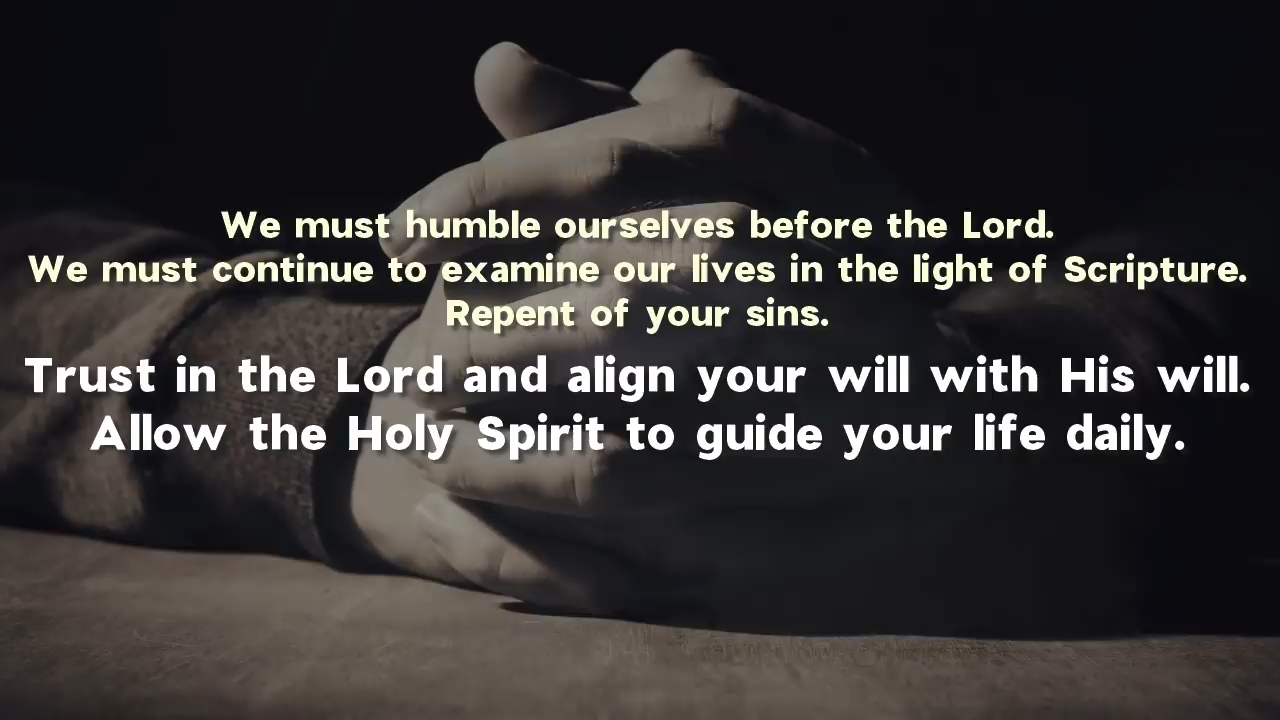 We must humble ourselves before the Lord.
We must continue to examine our lives in the light of Scripture.
Repent of your sins.
Trust in the Lord and align your will with His will.
Allow the Holy Spirit to guide your life daily.